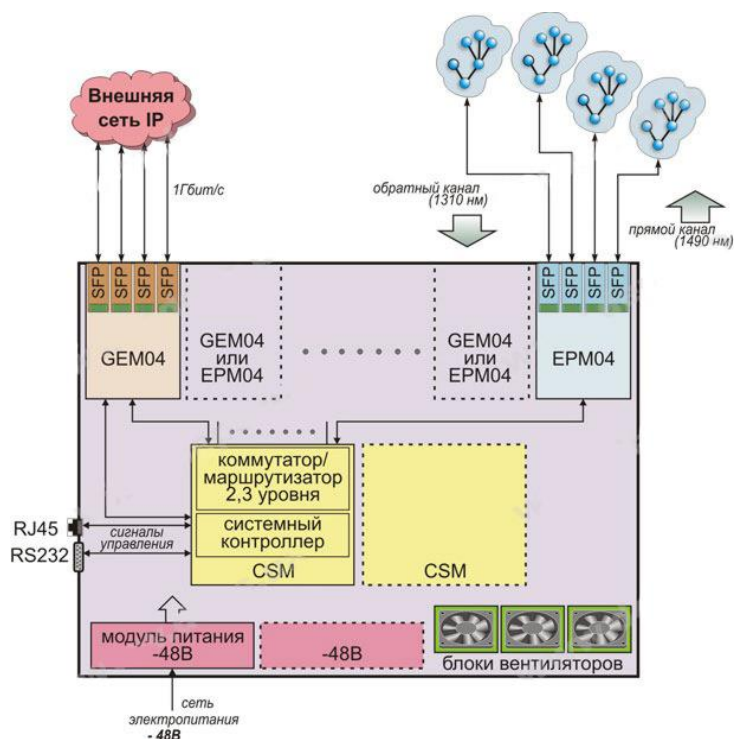 Внешняя
сеть IP
1Гбит/с
обратный канал
(1310 нм)
прямой канал
(1490 нм)
SFP
SFP
SFP
SFP
SFP
SFP
SFP
SFP
GEM04
GEM04
или
EPM04
GEM04
или
EPM04
EPM04
коммутатор/
маршрутизатор
2,3 уровня
системный
контроллер
CSM
CSM
RJ45
RS232
сигналы
управления
модуль питания
-48В
-48В
блоки вентиляторов
сеть
электропитания
- 48В